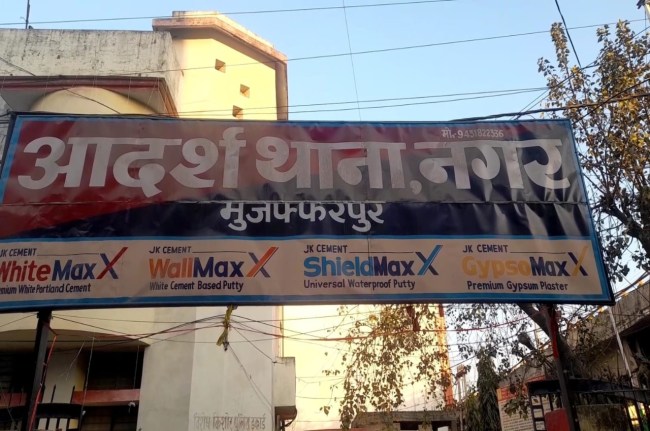 मो. 9431822556
आदर्श थाना, नगर
मुजफ्फरपुर
JK CEMENT JK CEMENT JK CEMENT JK CEMENT
WhiteMaxX WallMaxX ShieldMaxX GypsoMaxX
Premium White Portland Cement White Cement Based Putty Universal Waterproof Putty Premium Gypsum Plaster